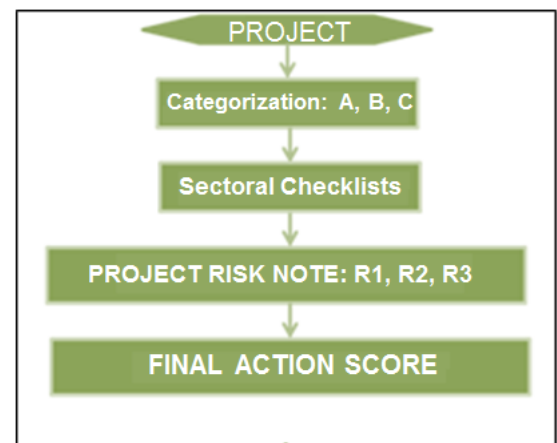 PROJECT
Categorization: A, B, C
Sectoral Checklists
PROJECT RISK NOTE: R1, R2, R3
FINAL ACTION SCORE